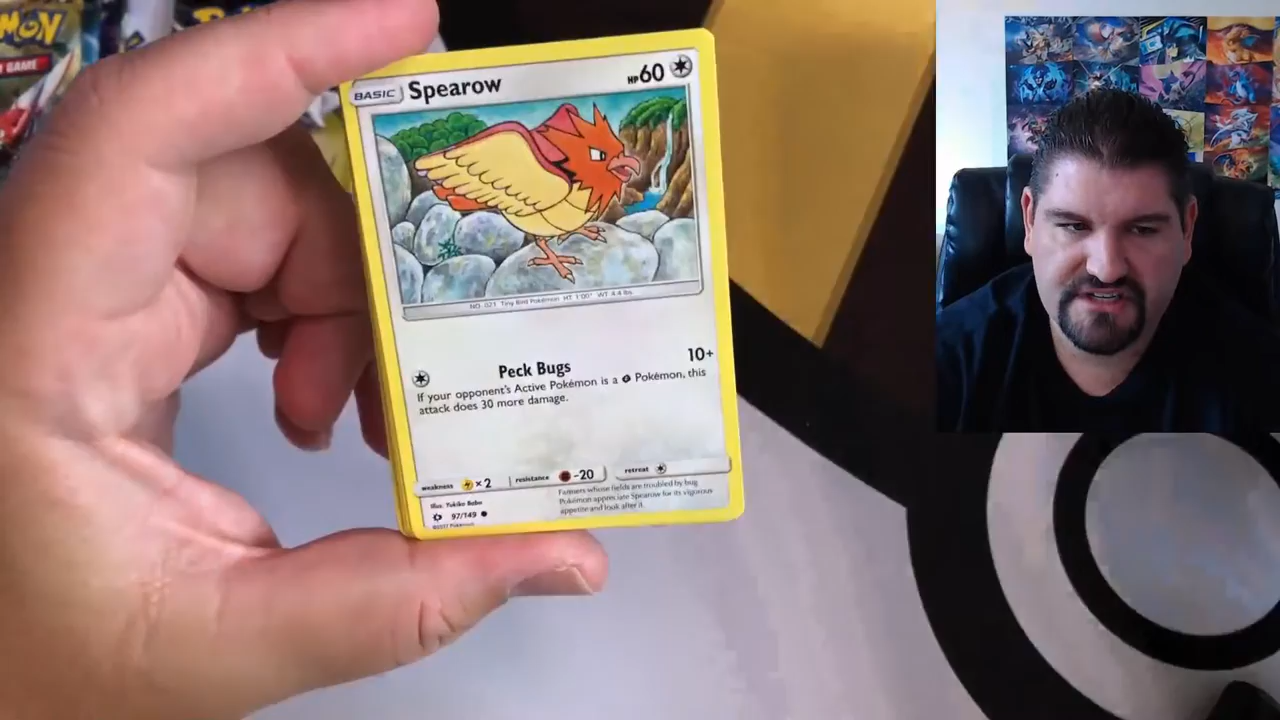 MON
GAME
BASIC Spearow HP60
NO. 021 Tiny Bird Pokémon HT: 1'00" WT: 4.4 lbs.
Peck Bugs 10+
If your opponent's Active Pokémon is a Pokémon, this
attack does 30 more damage.
weakness ×2 resistance -20 retreat
Farmers whose fields are troubled by bug
Pokémon appreciate Spearow for its vigorous
appetite and look after it.
Illus. Yukiko Baba
97/149
©2017 Pokémon